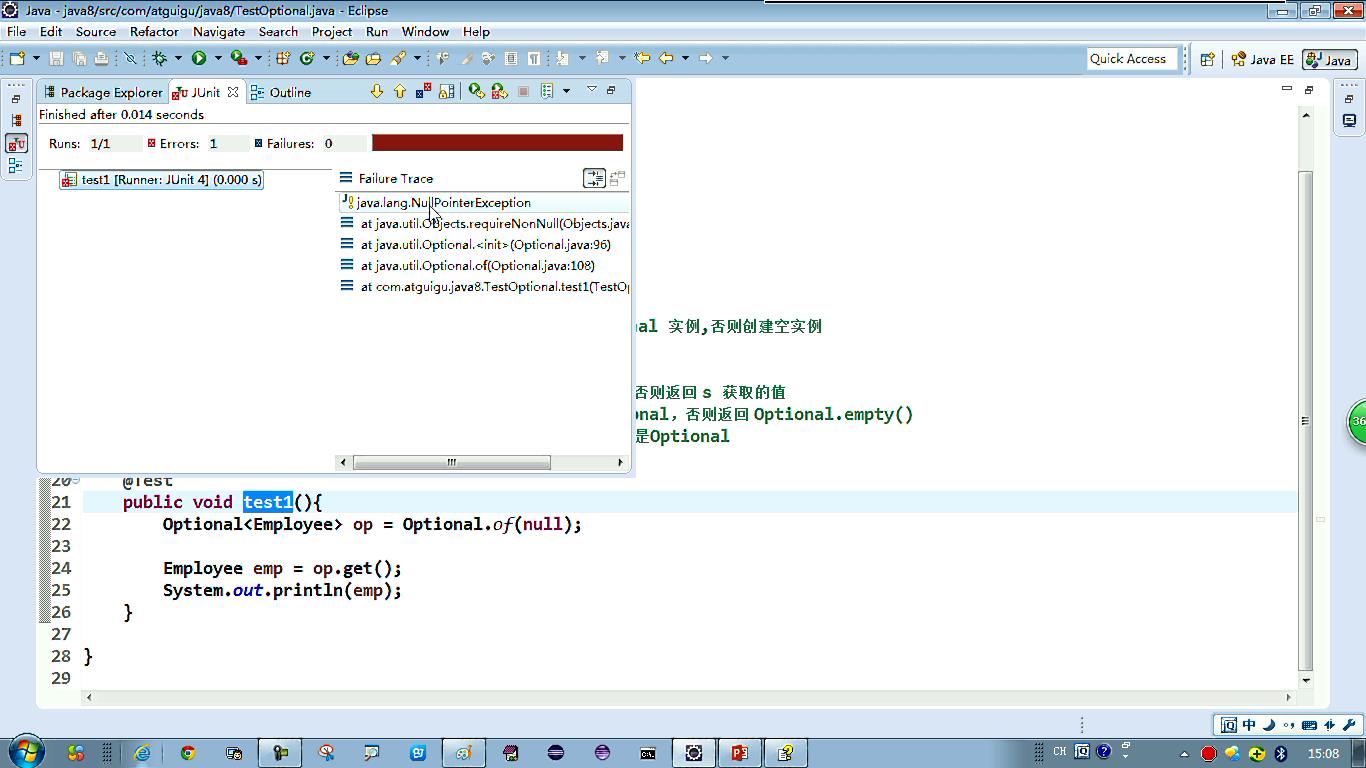 Java - java8/src/com/atguigu/java8/TestOptional.java - Eclipse
File Edit Source Refactor Navigate Search Project Run Window Help
Quick Access Java EE Java
Package Explorer JUnit Outline
Finished after 0.014 seconds
Runs: 1/1 Errors: 1 Failures: 0
test1 [Runner: JUnit 4] (0.000 s)
Failure Trace
java.lang.NullPointerException
at java.util.Objects.requireNonNull(Objects.java
at java.util.Optional.<init>(Optional.java:96)
at java.util.Optional.of(Optional.java:108)
at com.atguigu.java8.TestOptional.test1(TestOp
nal 实例,否则创建空实例
否则返回 s 获取的值
onal，否则返回 Optional.empty()
是Optional
20 @Test
21 public void test1(){
22 Optional<Employee> op = Optional.of(null);
23
24 Employee emp = op.get();
25 System.out.println(emp);
26 }
27
28 }
29
36
中
CH
15:08